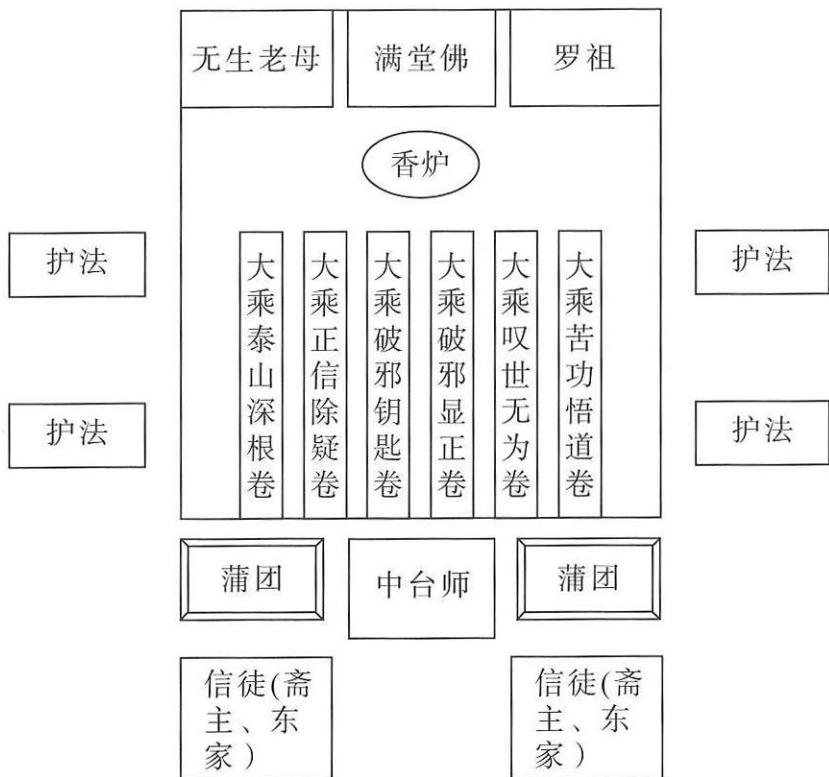 无生老母
满堂佛
罗祖
香炉
护法
护法
大乘泰山深根卷
大乘正信除疑卷
大乘破邪钥匙卷
大乘破邪显正卷
大乘叹世无为卷
大乘苦功悟道卷
护法
护法
蒲团
中台师
蒲团
信徒(斋
主、东
家)
信徒(斋
主、东
家)